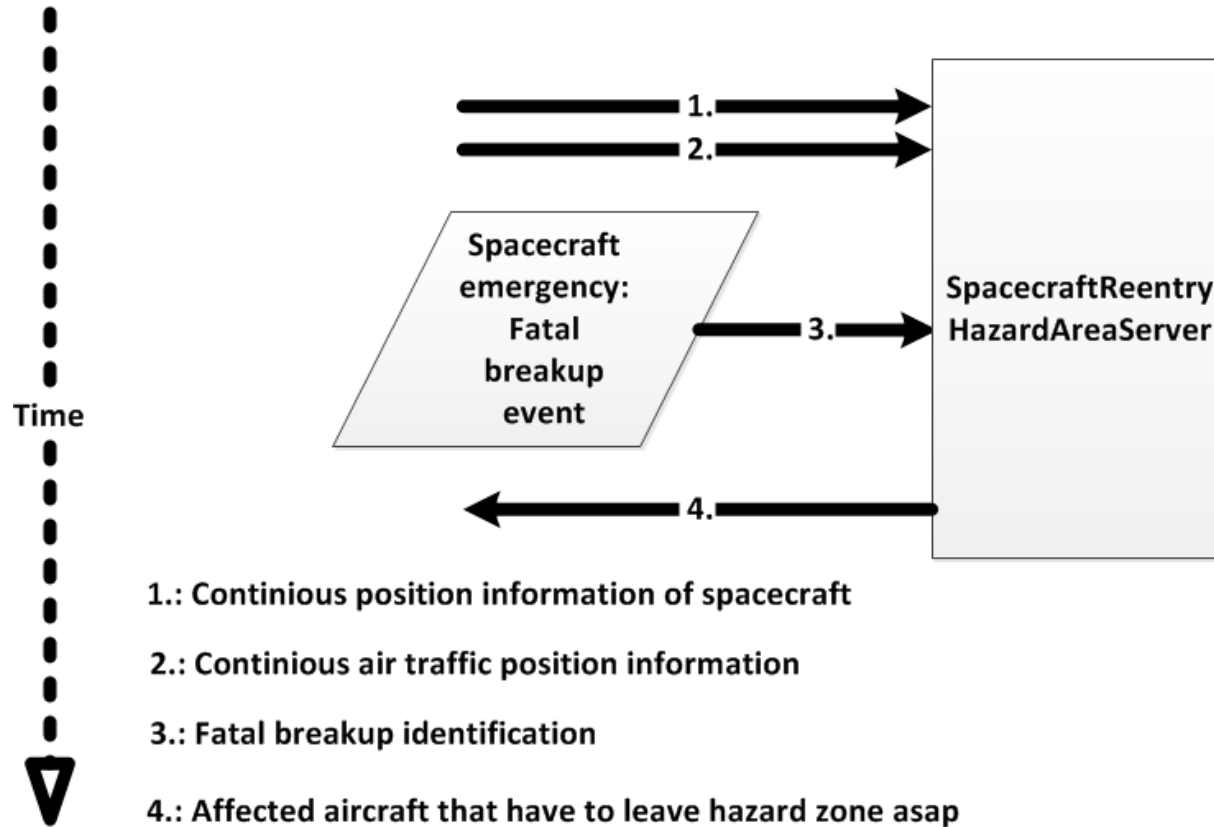 1.
2.
Spacecraft
emergency:
Fatal
breakup
event
3.
SpacecraftReentry
HazardAreaServer
Time
4.
1.: Continious position information of spacecraft
2.: Continious air traffic position information
3.: Fatal breakup identification
4.: Affected aircraft that have to leave hazard zone asap